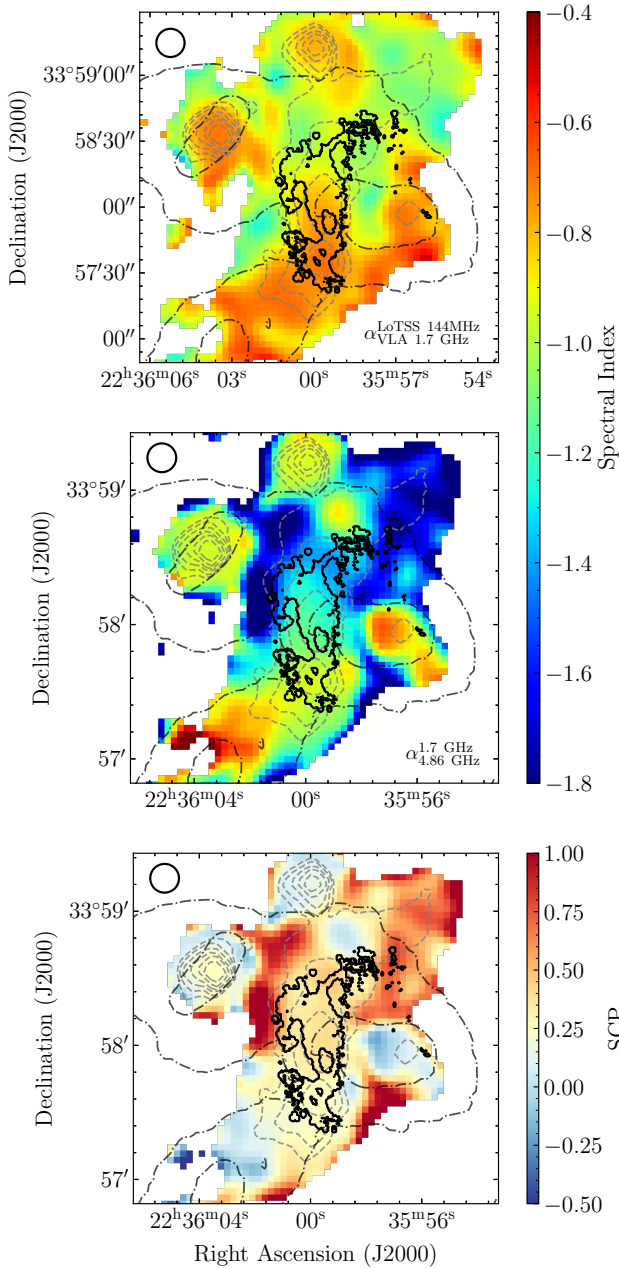 33°59′00″
58′30″
00″
57′30″
00″
Declination (J2000)
α LoTSS 144MHz
VLA 1.7 GHz
22ʰ36ᵐ06ˢ 03ˢ 00ˢ 35ᵐ57ˢ 54ˢ
33°59′
58′
57′
Declination (J2000)
α 1.7 GHz
4.86 GHz
22ʰ36ᵐ04ˢ 00ˢ 35ᵐ56ˢ
−0.4
−0.6
−0.8
−1.0
−1.2
−1.4
−1.6
−1.8
Spectral Index
33°59′
58′
57′
Declination (J2000)
22ʰ36ᵐ04ˢ 00ˢ 35ᵐ56ˢ
Right Ascension (J2000)
1.00
0.75
0.50
0.25
0.00
−0.25
−0.50
SCP